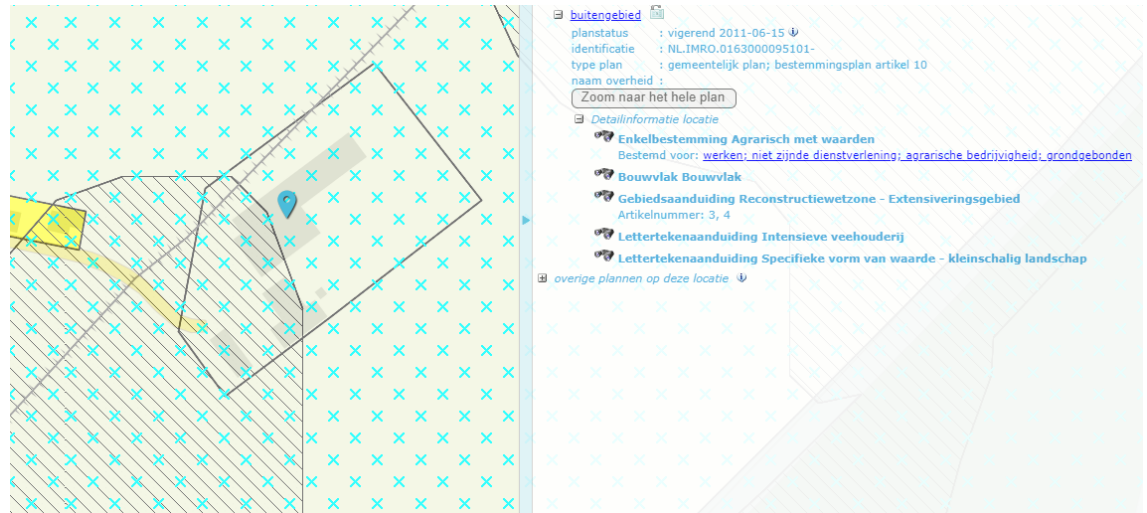 buitengebied
planstatus : vigerend 2011-06-15
identificatie : NL.IMRO.0163000095101-
type plan : gemeentelijk plan; bestemmingsplan artikel 10
naam overheid :
Zoom naar het hele plan
Detailinformatie locatie
Enkelbestemming Agrarisch met waarden
Bestemd voor: werken; niet zijnde dienstverlening; agrarische bedrijvigheid; grondgebonden
Bouwvlak Bouwvlak
Gebiedsaanduiding Reconstructiewetzone - Extensiveringsgebied
Artikelnummer: 3, 4
Lettertekenaanduiding Intensieve veehouderij
Lettertekenaanduiding Specifieke vorm van waarde - kleinschalig landschap
overige plannen op deze locatie